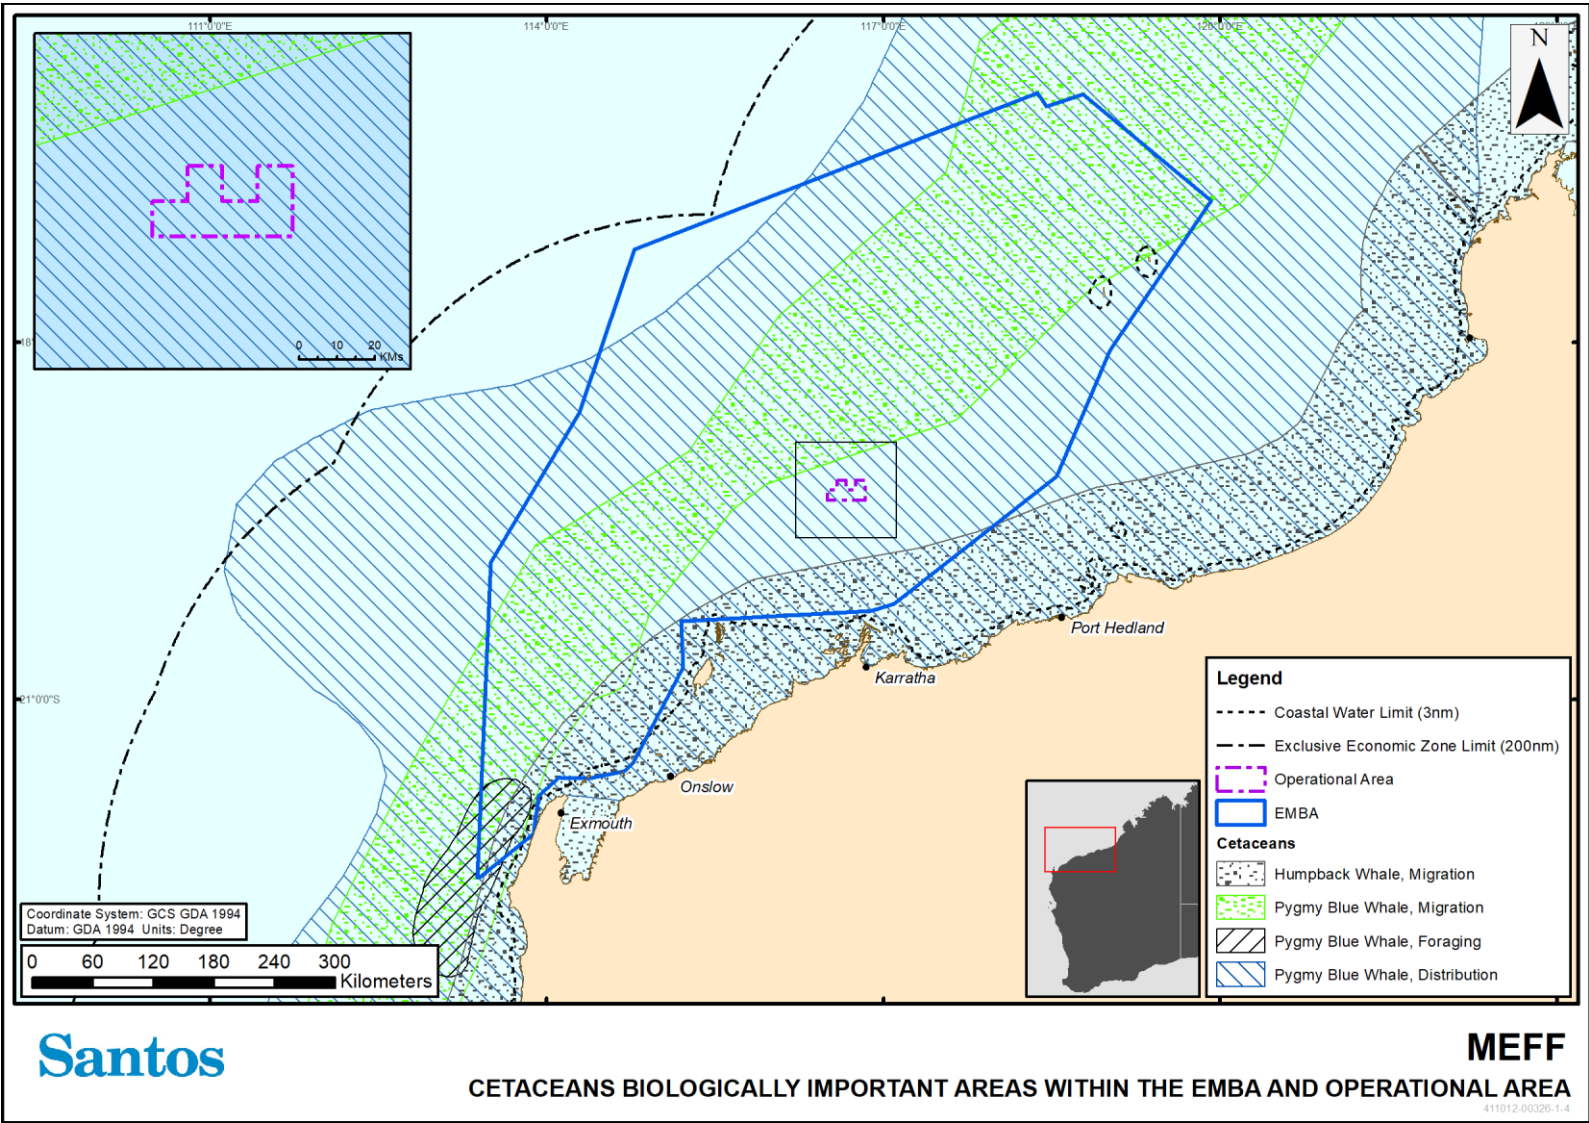 111°0'0"E
114°0'0"E
117°0'0"E
120°0'0"E
N
0 10 20
KMs
18°
21°0'0"S
Port Hedland
Karratha
Onslow
Exmouth
Legend
Coastal Water Limit (3nm)
Exclusive Economic Zone Limit (200nm)
Operational Area
EMBA
Cetaceans
Humpback Whale, Migration
Pygmy Blue Whale, Migration
Pygmy Blue Whale, Foraging
Pygmy Blue Whale, Distribution
Coordinate System: GCS GDA 1994
Datum: GDA 1994 Units: Degree
0 60 120 180 240 300
Kilometers
Santos
MEFF
CETACEANS BIOLOGICALLY IMPORTANT AREAS WITHIN THE EMBA AND OPERATIONAL AREA
411012-00326-1-4